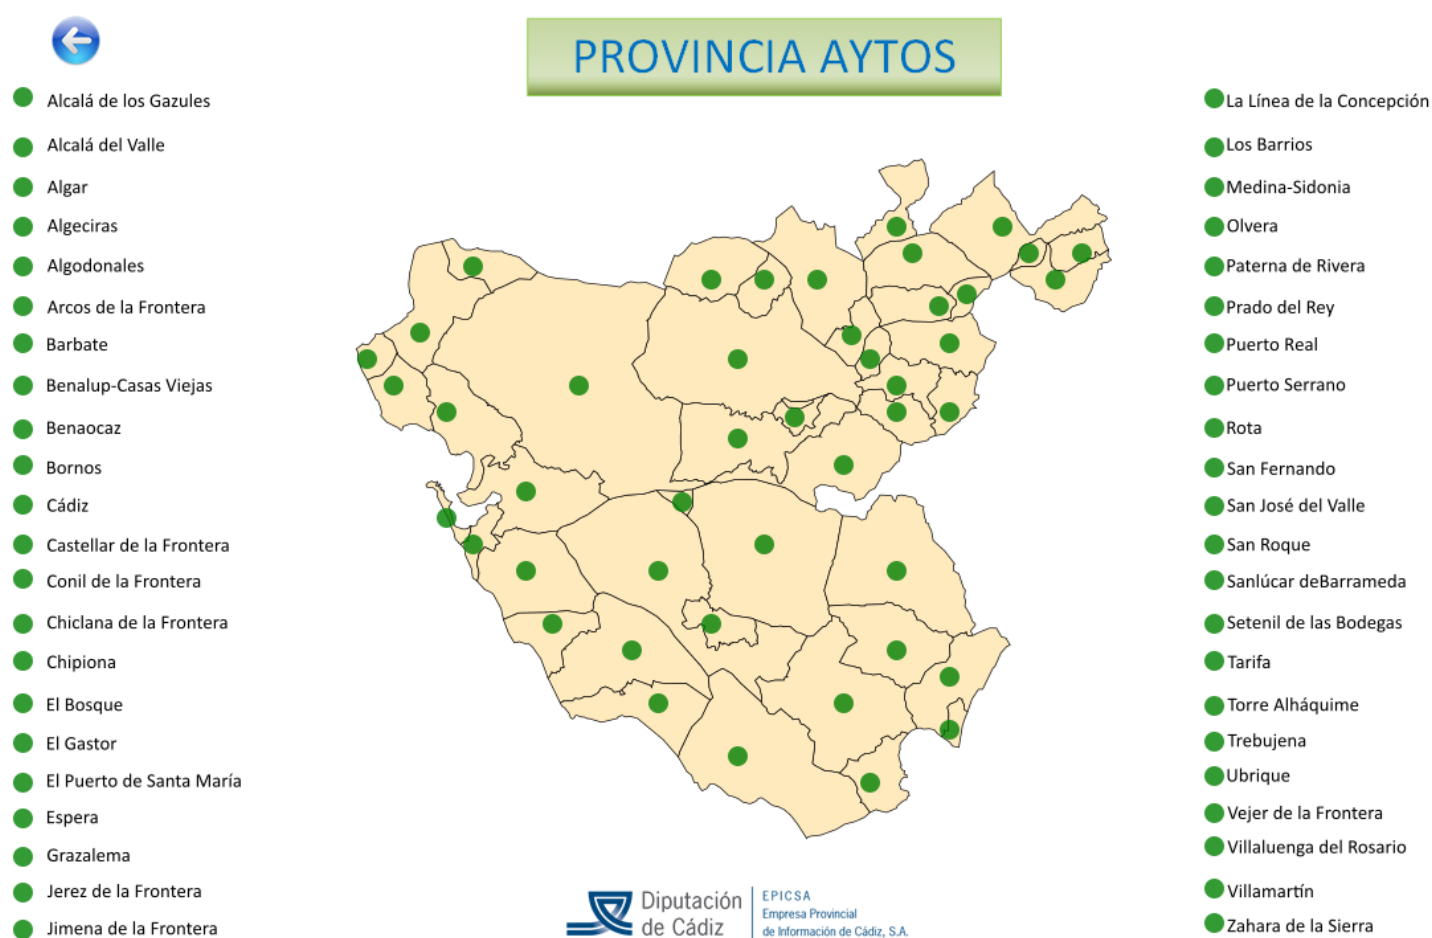 PROVINCIA AYTOS
Alcalá de los Gazules
Alcalá del Valle
Algar
Algeciras
Algodonales
Arcos de la Frontera
Barbate
Benalup-Casas Viejas
Benaocaz
Bornos
Cádiz
Castellar de la Frontera
Conil de la Frontera
Chiclana de la Frontera
Chipiona
El Bosque
El Gastor
El Puerto de Santa María
Espera
Grazalema
Jerez de la Frontera
Jimena de la Frontera
La Línea de la Concepción
Los Barrios
Medina-Sidonia
Olvera
Paterna de Rivera
Prado del Rey
Puerto Real
Puerto Serrano
Rota
San Fernando
San José del Valle
San Roque
Sanlúcar deBarrameda
Setenil de las Bodegas
Tarifa
Torre Alháquime
Trebujena
Ubrique
Vejer de la Frontera
Villaluenga del Rosario
Villamartín
Zahara de la Sierra
Diputación
de Cádiz
EPICSA
Empresa Provincial
de Información de Cádiz, S.A.